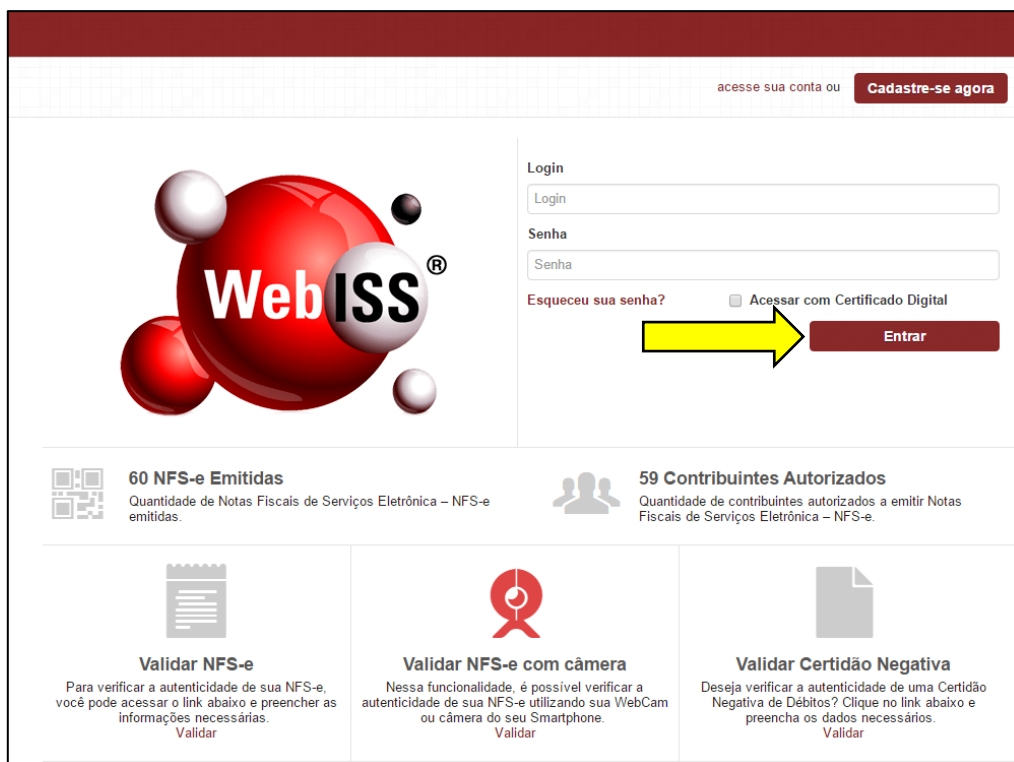 acesse sua conta ou
Cadastre-se agora
WebISS®
Login
Login
Senha
Senha
Esqueceu sua senha?
Acessar com Certificado Digital
Entrar
60 NFS-e Emitidas
Quantidade de Notas Fiscais de Serviços Eletrônica – NFS-e
emitidas.
59 Contribuintes Autorizados
Quantidade de contribuintes autorizados a emitir Notas
Fiscais de Serviços Eletrônica – NFS-e.
Validar NFS-e
Para verificar a autenticidade de sua NFS-e,
você pode acessar o link abaixo e preencher as
informações necessárias.
Validar
Validar NFS-e com câmera
Nessa funcionalidade, é possível verificar a
autenticidade de sua NFS-e utilizando sua WebCam
ou câmera do seu Smartphone.
Validar
Validar Certidão Negativa
Deseja verificar a autenticidade de uma Certidão
Negativa de Débitos? Clique no link abaixo e
preencha os dados necessários.
Validar